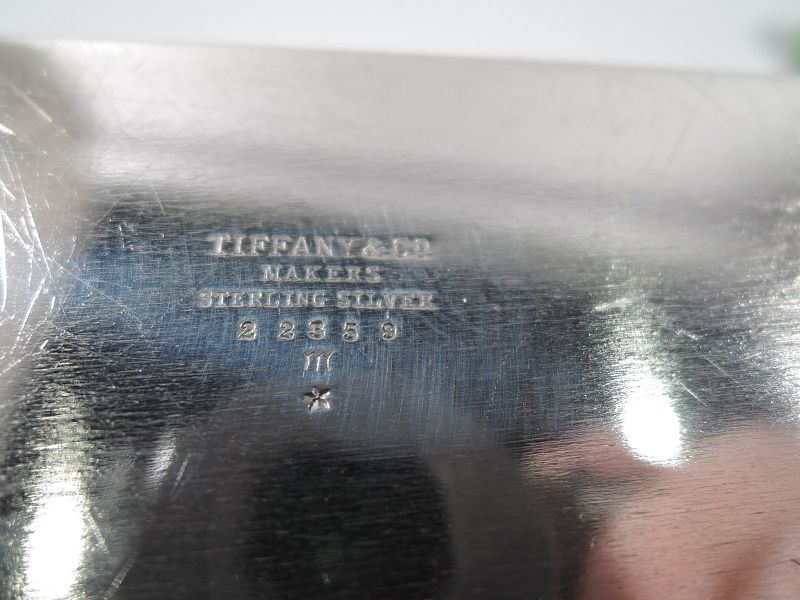 TIFFANY & Co
MAKERS
STERLING SILVER
22359
m